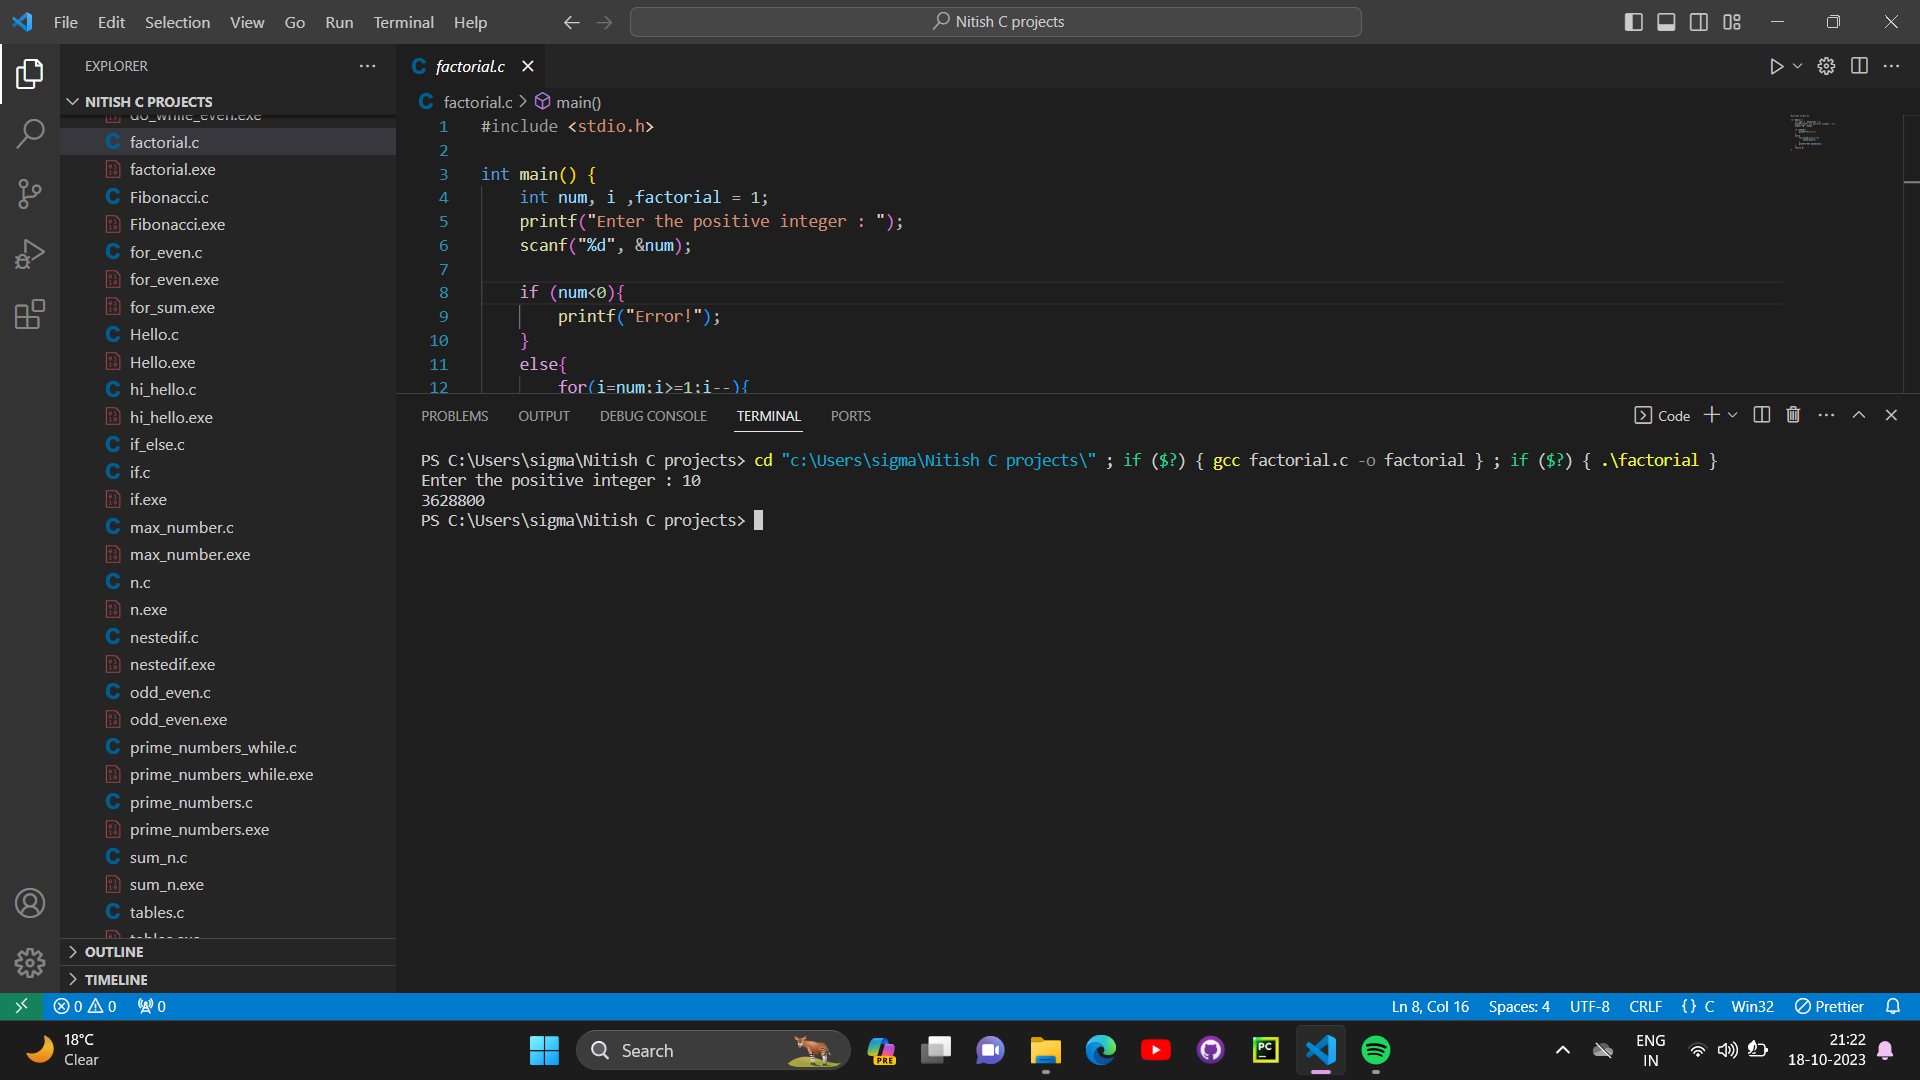 File Edit Selection View Go Run Terminal Help
Nitish C projects
EXPLORER
NITISH C PROJECTS
do_while_even.exe
factorial.c
factorial.exe
Fibonacci.c
Fibonacci.exe
for_even.c
for_even.exe
for_sum.exe
Hello.c
Hello.exe
hi_hello.c
hi_hello.exe
if_else.c
if.c
if.exe
max_number.c
max_number.exe
n.c
n.exe
nestedif.c
nestedif.exe
odd_even.c
odd_even.exe
prime_numbers_while.c
prime_numbers_while.exe
prime_numbers.c
prime_numbers.exe
sum_n.c
sum_n.exe
tables.c
tables.exe
OUTLINE
TIMELINE
factorial.c
factorial.c > main()
1 #include <stdio.h>
2
3 int main() {
4 int num, i ,factorial = 1;
5 printf("Enter the positive integer : ");
6 scanf("%d", &num);
7
8 if (num<0){
9 printf("Error!");
10 }
11 else{
12 for(i=num;i>=1;i--){
PROBLEMS OUTPUT DEBUG CONSOLE TERMINAL PORTS
Code
PS C:\Users\sigma\Nitish C projects> cd "c:\Users\sigma\Nitish C projects\" ; if ($?) { gcc factorial.c -o factorial } ; if ($?) { .\factorial }
Enter the positive integer : 10
3628800
PS C:\Users\sigma\Nitish C projects>
0 0 0
Ln 8, Col 16 Spaces: 4 UTF-8 CRLF {} C Win32 Prettier
18°C
Clear
Search
PRE
PC
ENG
IN
21:22
18-10-2023